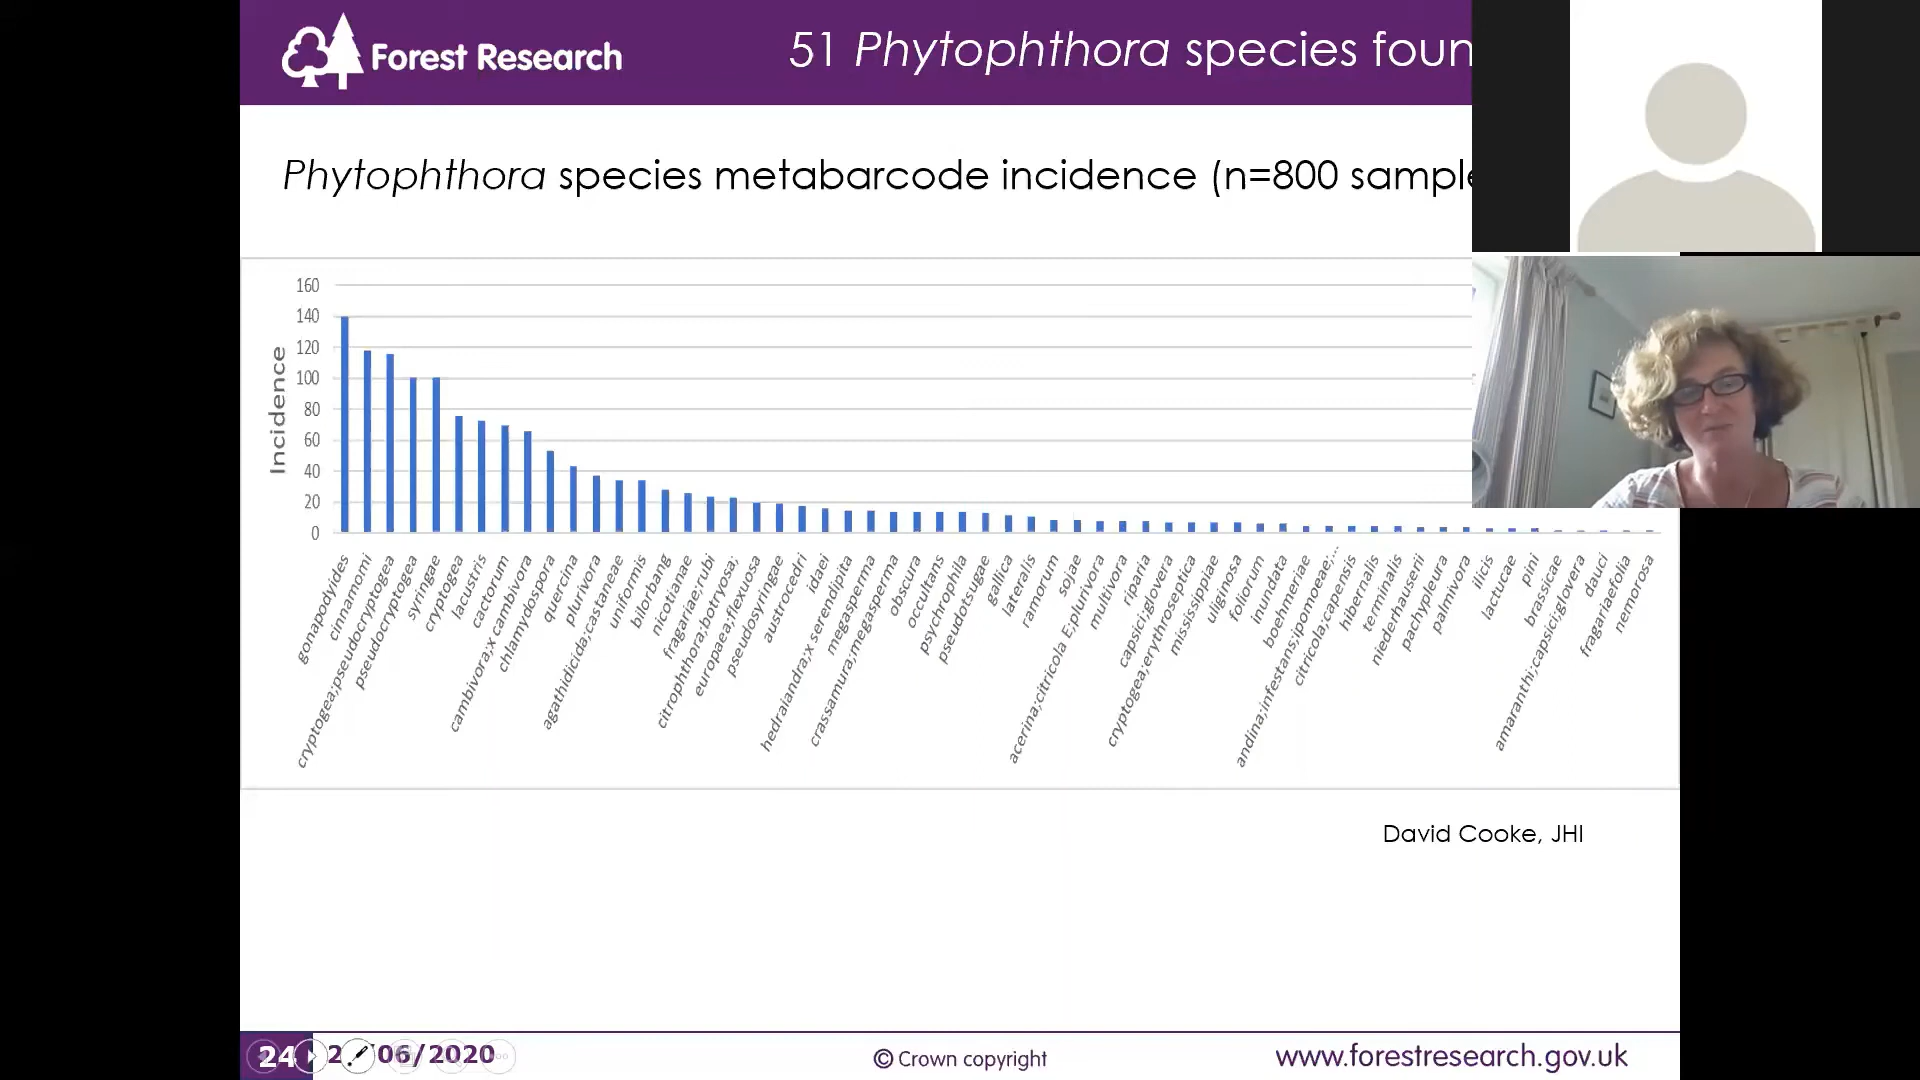 Forest Research
51 Phytophthora species foun
Phytophthora species metabarcode incidence (n=800 sample
Incidence
160
140
120
100
80
60
40
20
0
gonapodyides
cinnamomi
cryptogea;pseudocryptogea
pseudocryptogea
syringae
cryptogea
lacustris
cactorum
cambivora;x cambivora
chlamydospora
quercina
plurivora
agathidicida;castaneae
uniformis
bilorbang
nicotianae
fragariae;rubi
citrophthora;botryosa;
europaea;flexuosa
pseudosyringae
austrocedri
idaei
hedraiandra;x serendipita
megasperma
crassamura;megasperma
obscura
occultans
psychrophila
pseudotsugae
gallica
lateralis
ramorum
sojae
acerina;citricola E;plurivora
multivora
riparia
capsici;glovera
cryptogea;erythroseptica
mississippiae
uliginosa
foliorum
inundata
boehmeriae
andina;infestans;ipomoeae;...
citricola;capensis
hibernalis
terminalis
niederhauserii
pachypleura
palmivora
ilicis
lactucae
pini
brassicae
amaranthi;capsici;glovera
dauci
fragariaefolia
nemorosa
David Cooke, JHI
24
06/2020
© Crown copyright
www.forestresearch.gov.uk